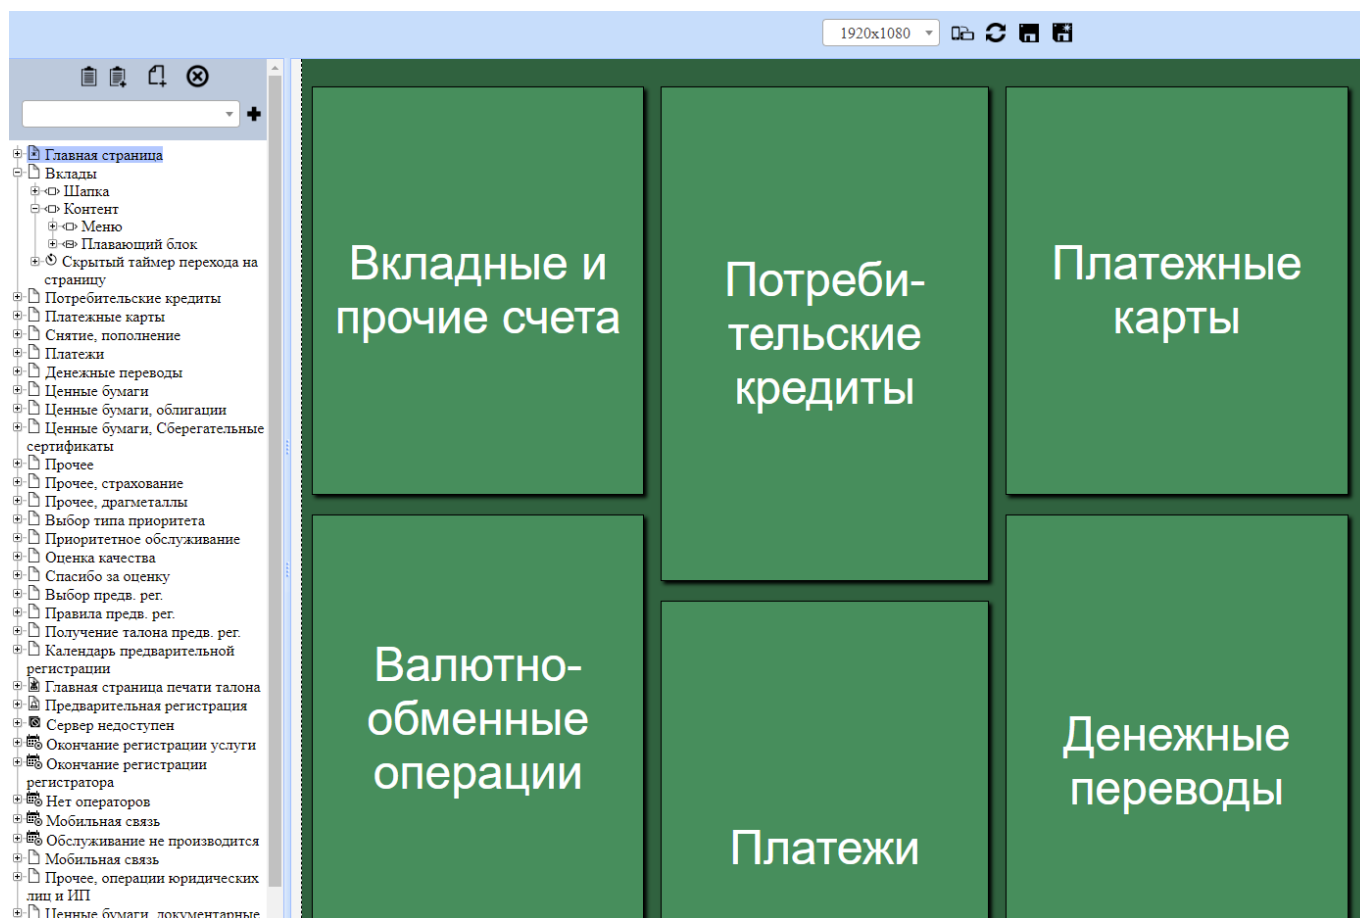 1920x1080
Главная страница
Вклады
Шапка
Контент
Меню
Плавающий блок
Скрытый таймер перехода на
страницу
Потребительские кредиты
Платежные карты
Снятие, пополнение
Платежи
Денежные переводы
Ценные бумаги
Ценные бумаги, облигации
Ценные бумаги, Сберегательные
сертификаты
Прочее
Прочее, страхование
Прочее, драгметаллы
Выбор типа приоритета
Приоритетное обслуживание
Оценка качества
Спасибо за оценку
Выбор предв. рег.
Правила предв. рег.
Получение талона предв. рег.
Календарь предварительной
регистрации
Главная страница печати талона
Предварительная регистрация
Сервер недоступен
Окончание регистрации услуги
Окончание регистрации
регистратора
Нет операторов
Мобильная связь
Обслуживание не производится
Мобильная связь
Прочее, операции юридических
лиц и ИП
Ценные бумаги, документарные
Вкладные и
прочие счета
Потреби-
тельские
кредиты
Платежные
карты
Валютно-
обменные
операции
Платежи
Денежные
переводы